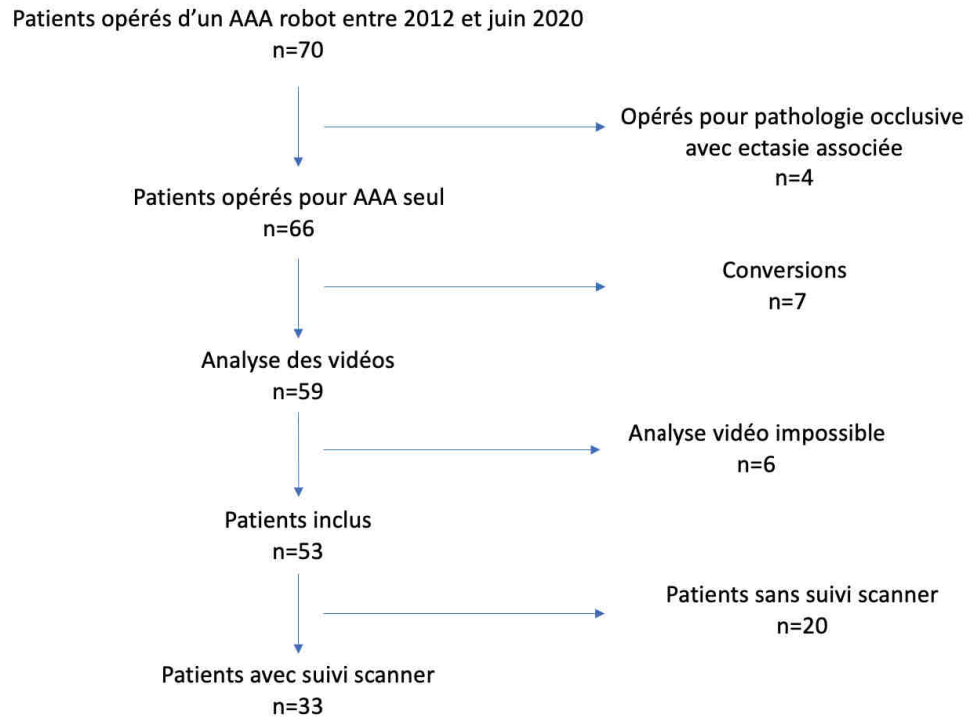 Patients opérés d'un AAA robot entre 2012 et juin 2020
n=70
Opérés pour pathologie occlusive
avec ectasie associée
n=4
Patients opérés pour AAA seul
n=66
Conversions
n=7
Analyse des vidéos
n=59
Analyse vidéo impossible
n=6
Patients inclus
n=53
Patients sans suivi scanner
n=20
Patients avec suivi scanner
n=33